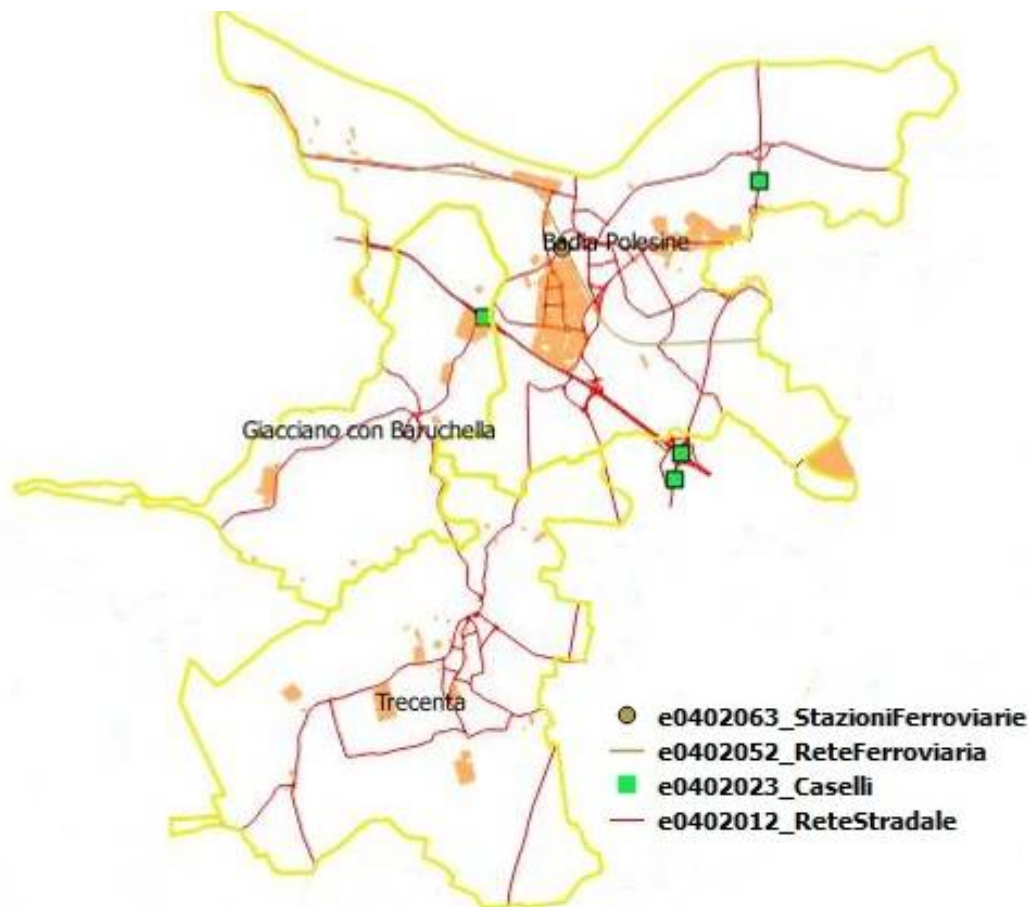 Badia Polesine
Giacciano con Baruchella
Trecenta
e0402063_StazioniFerroviarie
e0402052_ReteFerroviaria
e0402023_Caselli
e0402012_ReteStradale